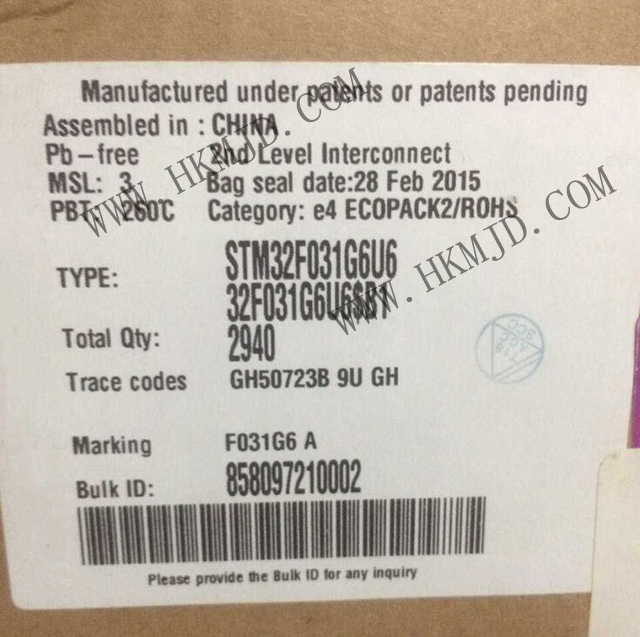 Manufactured under patents or patents pending
Assembled in : CHINA
Pb-free 2nd Level Interconnect
MSL: 3 Bag seal date:28 Feb 2015
PBT: 260℃ Category: e4 ECOPACK2/ROHS
TYPE: STM32F031G6U6
32F031G6U6$B1
Total Qty: 2940
Trace codes GH50723B 9U GH
Marking F031G6 A
Bulk ID: 858097210002
Please provide the Bulk ID for any inquiry
WWW.HKMJD.COM
WWW.HKMJD.COM